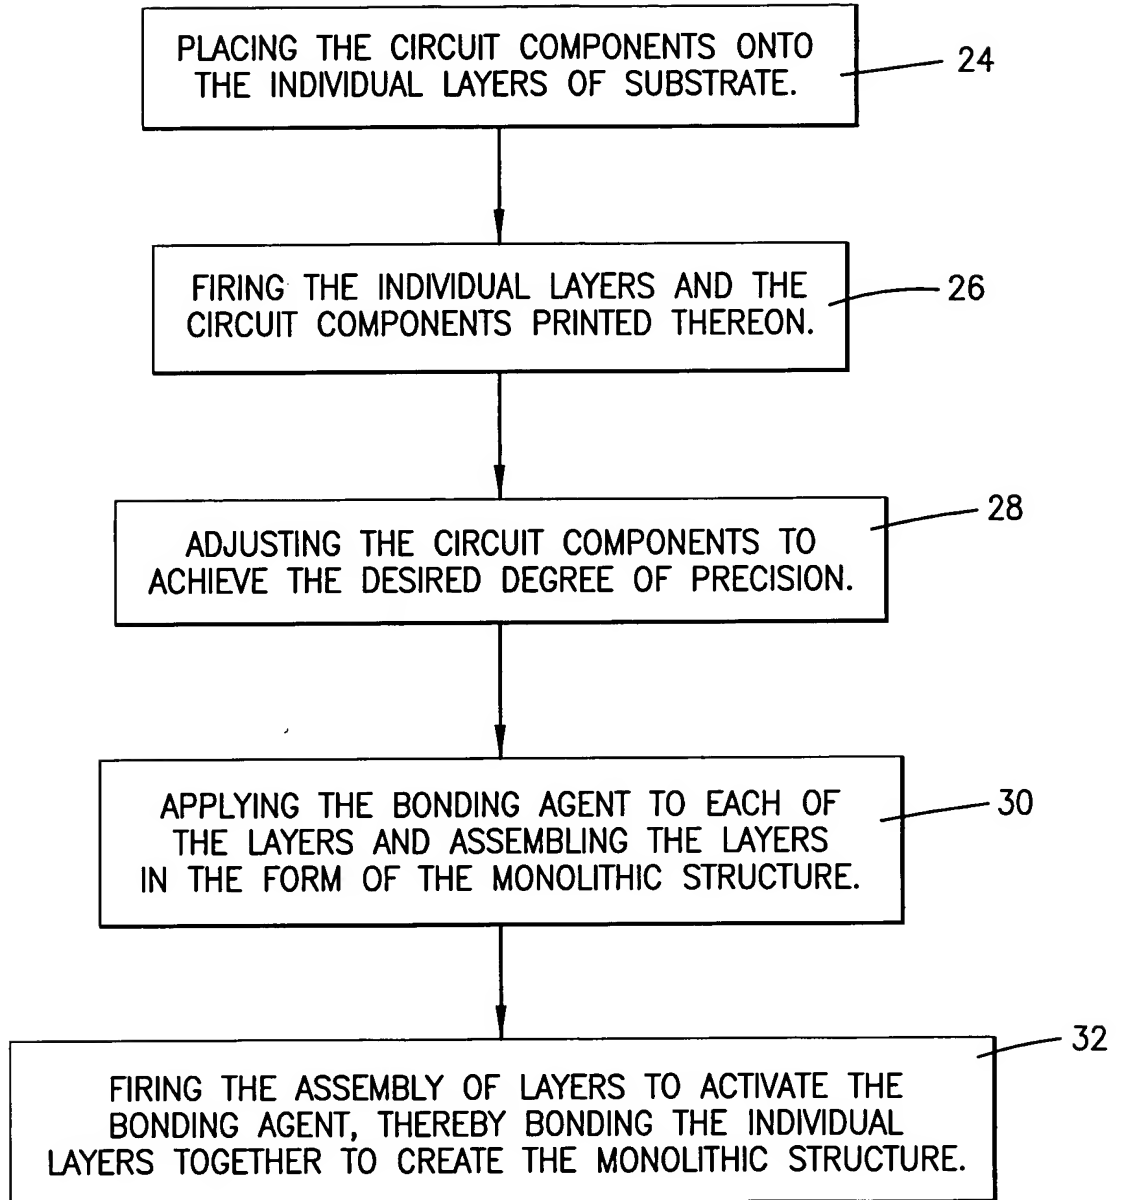 PLACING THE CIRCUIT COMPONENTS ONTO
THE INDIVIDUAL LAYERS OF SUBSTRATE.
24
FIRING THE INDIVIDUAL LAYERS AND THE
CIRCUIT COMPONENTS PRINTED THEREON.
26
ADJUSTING THE CIRCUIT COMPONENTS TO
ACHIEVE THE DESIRED DEGREE OF PRECISION.
28
APPLYING THE BONDING AGENT TO EACH OF
THE LAYERS AND ASSEMBLING THE LAYERS
IN THE FORM OF THE MONOLITHIC STRUCTURE.
30
FIRING THE ASSEMBLY OF LAYERS TO ACTIVATE THE
BONDING AGENT, THEREBY BONDING THE INDIVIDUAL
LAYERS TOGETHER TO CREATE THE MONOLITHIC STRUCTURE.
32